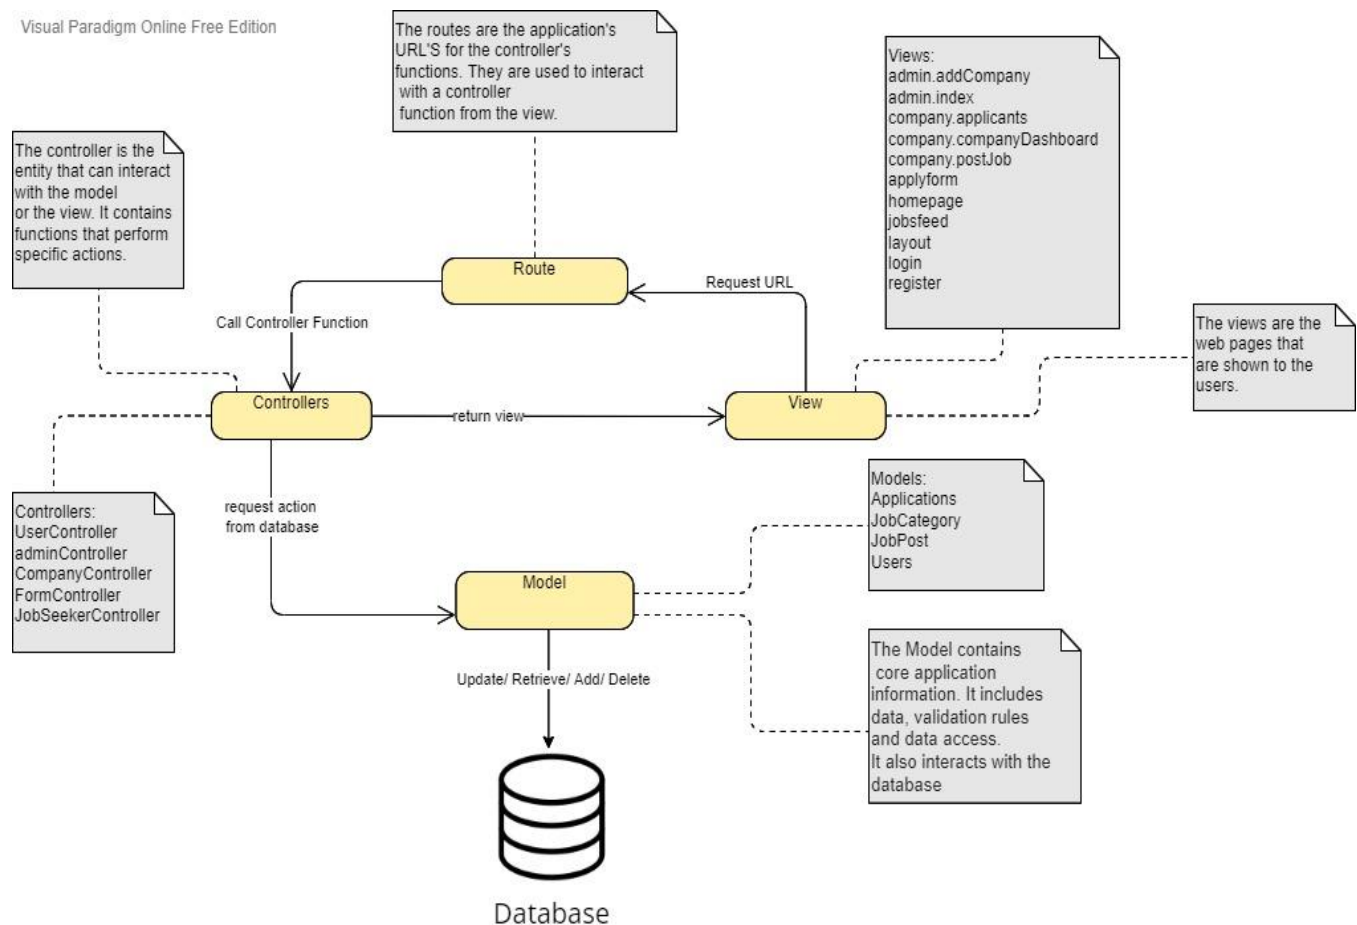 Visual Paradigm Online Free Edition
The routes are the application's
URL'S for the controller's
functions. They are used to interact
with a controller
function from the view.
Views:
admin.addCompany
admin.index
company.applicants
company.companyDashboard
company.postJob
applyform
homepage
jobsfeed
layout
login
register
The controller is the
entity that can interact
with the model
or the view. It contains
functions that perform
specific actions.
Route
Request URL
Call Controller Function
The views are the
web pages that
are shown to the
users.
Controllers
return view
View
Controllers:
UserController
adminController
CompanyController
FormController
JobSeekerController
request action
from database
Models:
Applications
JobCategory
JobPost
Users
Model
Update/ Retrieve/ Add/ Delete
The Model contains
core application
information. It includes
data, validation rules
and data access.
It also interacts with the
database
Database